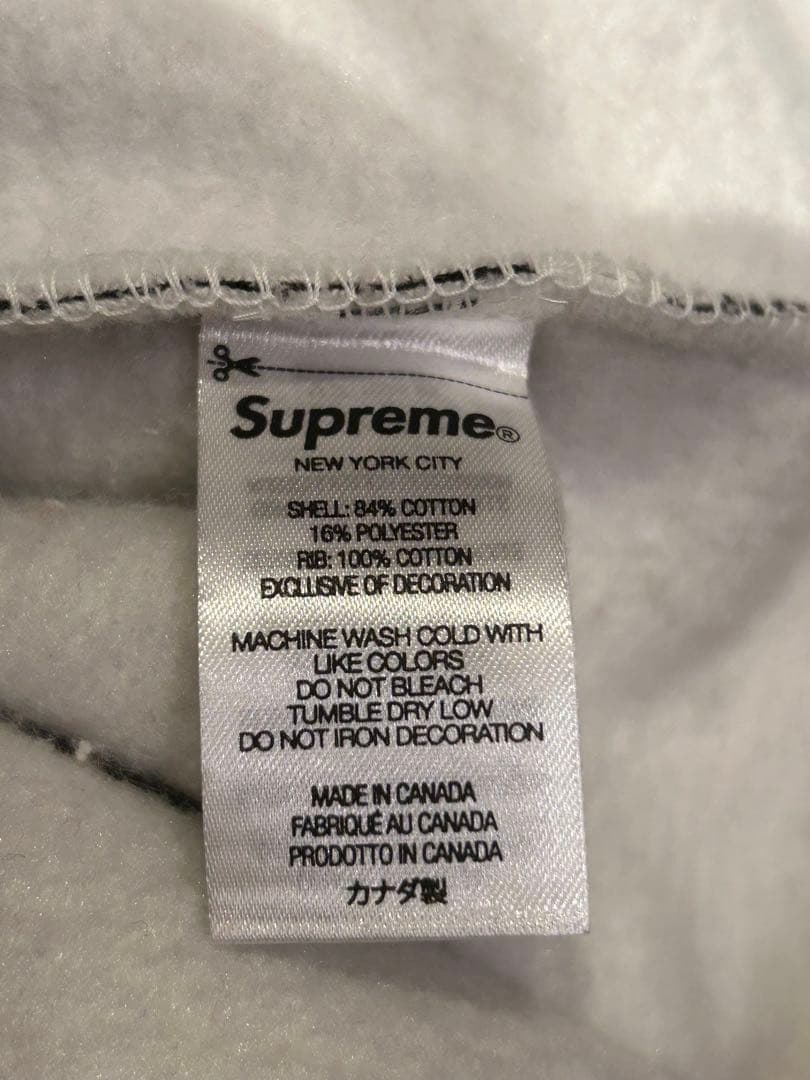 Supreme®
NEW YORK CITY
SHELL: 84% COTTON
16% POLYESTER
RIB: 100% COTTON
EXCLUSIVE OF DECORATION
MACHINE WASH COLD WITH
LIKE COLORS
DO NOT BLEACH
TUMBLE DRY LOW
DO NOT IRON DECORATION
MADE IN CANADA
FABRIQUÉ AU CANADA
PRODOTTO IN CANADA
カナダ製